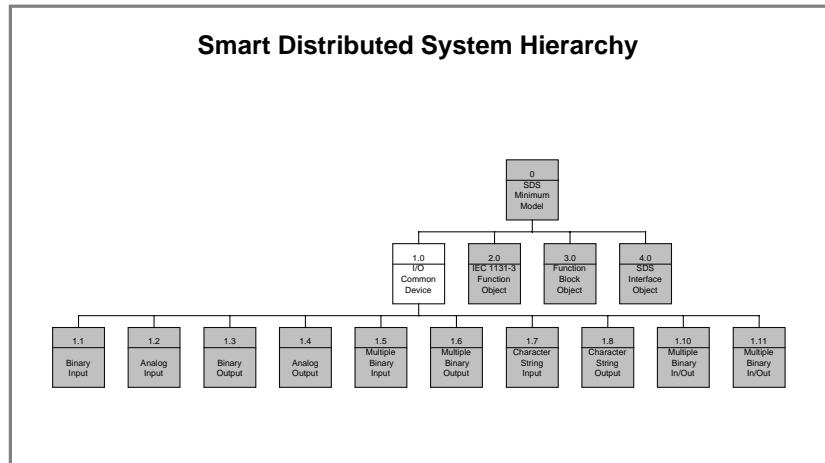 Smart Distributed System Hierarchy
0
SDS
Minimum
Model
1.0
I/O
Common
Device
2.0
IEC 1131-3
Function
Object
3.0
Function
Block
Object
4.0
SDS
Interface
Object
1.1
Binary
Input
1.2
Analog
Input
1.3
Binary
Output
1.4
Analog
Output
1.5
Multiple
Binary
Input
1.6
Multiple
Binary
Output
1.7
Character
String
Input
1.8
Character
String
Output
1.10
Multiple
Binary
In/Out
1.11
Multiple
Binary
In/Out